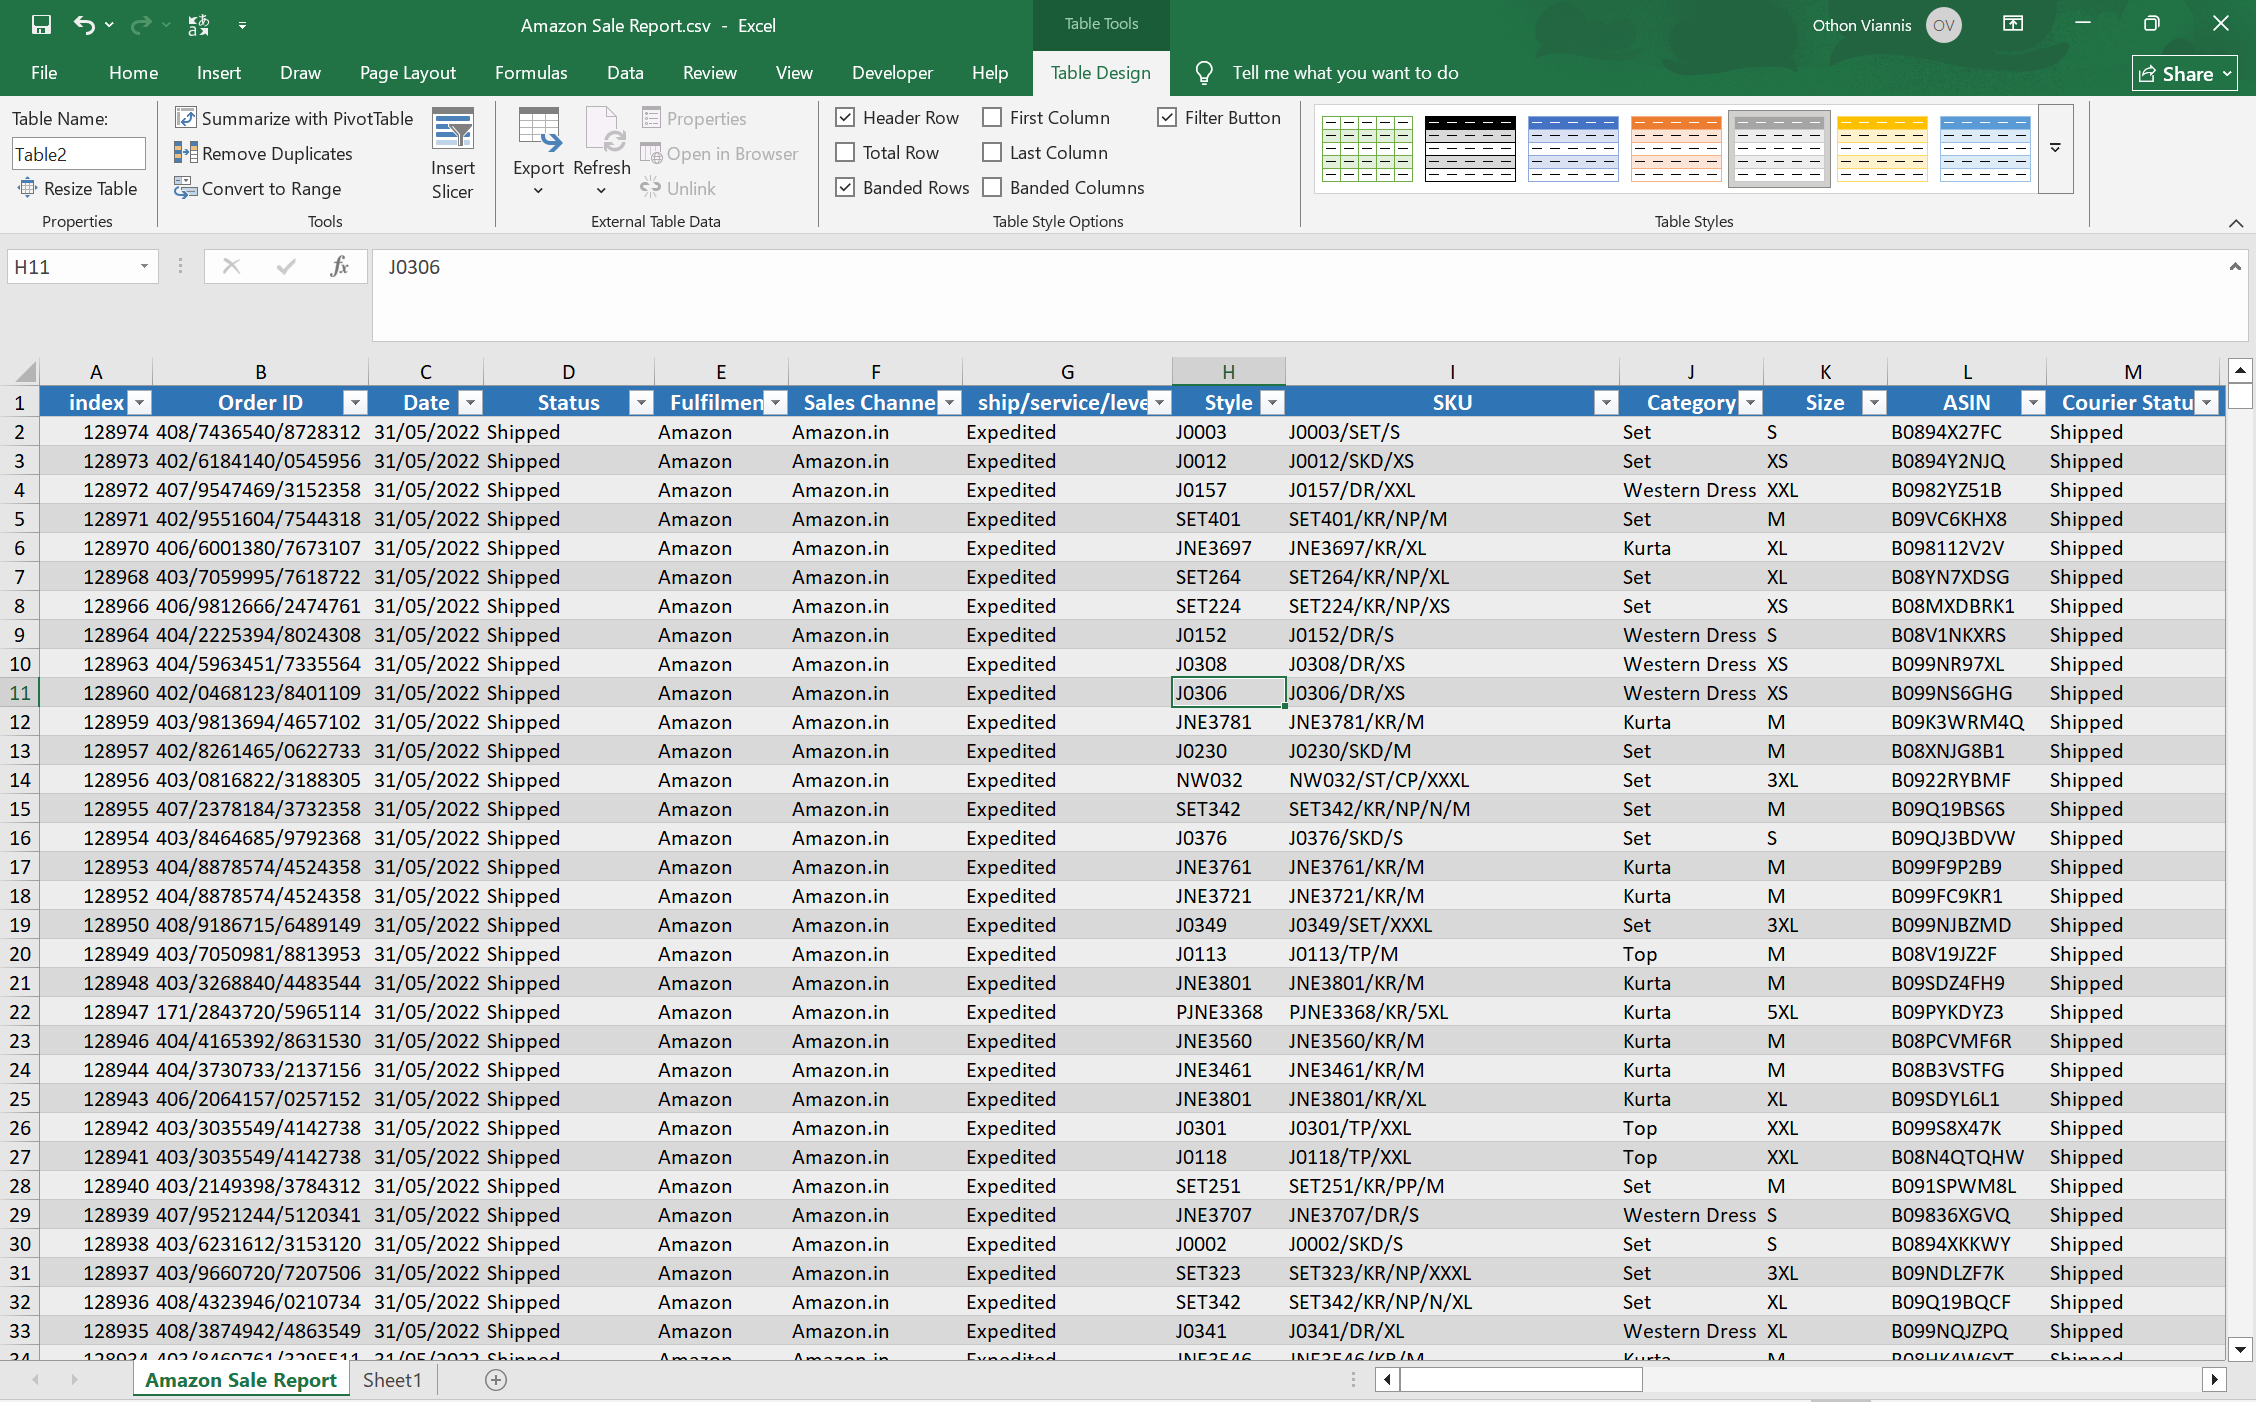 Amazon Sale Report.csv - Excel
Table Tools
Othon Viannis
OV
File Home Insert Draw Page Layout Formulas Data Review View Developer Help Table Design Tell me what you want to do Share
Table Name:
Table2
Resize Table
Properties
Summarize with PivotTable
Remove Duplicates
Convert to Range
Tools
Insert Slicer
Export Refresh
Properties
Open in Browser
Unlink
External Table Data
Header Row First Column Filter Button
Total Row Last Column
Banded Rows Banded Columns
Table Style Options
Table Styles
H11 fx J0306
A B C D E F G H I J K L M
1 index Order ID Date Status Fulfilmen Sales Channe ship/service/leve Style SKU Category Size ASIN Courier Statu
2 128974 408/7436540/8728312 31/05/2022 Shipped Amazon Amazon.in Expedited J0003 J0003/SET/S Set S B0894X27FC Shipped
3 128973 402/6184140/0545956 31/05/2022 Shipped Amazon Amazon.in Expedited J0012 J0012/SKD/XS Set XS B0894Y2NJQ Shipped
4 128972 407/9547469/3152358 31/05/2022 Shipped Amazon Amazon.in Expedited J0157 J0157/DR/XXL Western Dress XXL B0982YZ51B Shipped
5 128971 402/9551604/7544318 31/05/2022 Shipped Amazon Amazon.in Expedited SET401 SET401/KR/NP/M Set M B09VC6KHX8 Shipped
6 128970 406/6001380/7673107 31/05/2022 Shipped Amazon Amazon.in Expedited JNE3697 JNE3697/KR/XL Kurta XL B098112V2V Shipped
7 128968 403/7059995/7618722 31/05/2022 Shipped Amazon Amazon.in Expedited SET264 SET264/KR/NP/XL Set XL B08YN7XDSG Shipped
8 128966 406/9812666/2474761 31/05/2022 Shipped Amazon Amazon.in Expedited SET224 SET224/KR/NP/XS Set XS B08MXDBRK1 Shipped
9 128964 404/2225394/8024308 31/05/2022 Shipped Amazon Amazon.in Expedited J0152 J0152/DR/S Western Dress S B08V1NKXRS Shipped
10 128963 404/5963451/7335564 31/05/2022 Shipped Amazon Amazon.in Expedited J0308 J0308/DR/XS Western Dress XS B099NR97XL Shipped
11 128960 402/0468123/8401109 31/05/2022 Shipped Amazon Amazon.in Expedited J0306 J0306/DR/XS Western Dress XS B099NS6GHG Shipped
12 128959 403/9813694/4657102 31/05/2022 Shipped Amazon Amazon.in Expedited JNE3781 JNE3781/KR/M Kurta M B09K3WRM4Q Shipped
13 128957 402/8261465/0622733 31/05/2022 Shipped Amazon Amazon.in Expedited J0230 J0230/SKD/M Set M B08XNJG8B1 Shipped
14 128956 403/0816822/3188305 31/05/2022 Shipped Amazon Amazon.in Expedited NW032 NW032/ST/CP/XXXL Set 3XL B0922RYBMF Shipped
15 128955 407/2378184/3732358 31/05/2022 Shipped Amazon Amazon.in Expedited SET342 SET342/KR/NP/N/M Set M B09Q19BS6S Shipped
16 128954 403/8464685/9792368 31/05/2022 Shipped Amazon Amazon.in Expedited J0376 J0376/SKD/S Set S B09QJ3BDVW Shipped
17 128953 404/8878574/4524358 31/05/2022 Shipped Amazon Amazon.in Expedited JNE3761 JNE3761/KR/M Kurta M B099F9P2B9 Shipped
18 128952 404/8878574/4524358 31/05/2022 Shipped Amazon Amazon.in Expedited JNE3721 JNE3721/KR/M Kurta M B099FC9KR1 Shipped
19 128950 408/9186715/6489149 31/05/2022 Shipped Amazon Amazon.in Expedited J0349 J0349/SET/XXXL Set 3XL B099NJBZMD Shipped
20 128949 403/7050981/8813953 31/05/2022 Shipped Amazon Amazon.in Expedited J0113 J0113/TP/M Top M B08V19JZ2F Shipped
21 128948 403/3268840/4483544 31/05/2022 Shipped Amazon Amazon.in Expedited JNE3801 JNE3801/KR/M Kurta M B09SDZ4FH9 Shipped
22 128947 171/2843720/5965114 31/05/2022 Shipped Amazon Amazon.in Expedited PJNE3368 PJNE3368/KR/5XL Kurta 5XL B09PYKDYZ3 Shipped
23 128946 404/4165392/8631530 31/05/2022 Shipped Amazon Amazon.in Expedited JNE3560 JNE3560/KR/M Kurta M B08PCVMF6R Shipped
24 128944 404/3730733/2137156 31/05/2022 Shipped Amazon Amazon.in Expedited JNE3461 JNE3461/KR/M Kurta M B08B3VSTFG Shipped
25 128943 406/2064157/0257152 31/05/2022 Shipped Amazon Amazon.in Expedited JNE3801 JNE3801/KR/XL Kurta XL B09SDYL6L1 Shipped
26 128942 403/3035549/4142738 31/05/2022 Shipped Amazon Amazon.in Expedited J0301 J0301/TP/XXL Top XXL B099S8X47K Shipped
27 128941 403/3035549/4142738 31/05/2022 Shipped Amazon Amazon.in Expedited J0118 J0118/TP/XXL Top XXL B08N4QTQHW Shipped
28 128940 403/2149398/3784312 31/05/2022 Shipped Amazon Amazon.in Expedited SET251 SET251/KR/PP/M Set M B091SPWM8L Shipped
29 128939 407/9521244/5120341 31/05/2022 Shipped Amazon Amazon.in Expedited JNE3707 JNE3707/DR/S Western Dress S B09836XGVQ Shipped
30 128938 403/6231612/3153120 31/05/2022 Shipped Amazon Amazon.in Expedited J0002 J0002/SKD/S Set S B0894XKKWY Shipped
31 128937 403/9660720/7207506 31/05/2022 Shipped Amazon Amazon.in Expedited SET323 SET323/KR/NP/XXXL Set 3XL B09NDLZF7K Shipped
32 128936 408/4323946/0210734 31/05/2022 Shipped Amazon Amazon.in Expedited SET342 SET342/KR/NP/N/XL Set XL B09Q19BQCF Shipped
33 128935 408/3874942/4863549 31/05/2022 Shipped Amazon Amazon.in Expedited J0341 J0341/DR/XL Western Dress XL B099NQJZPQ Shipped
Amazon Sale Report Sheet1